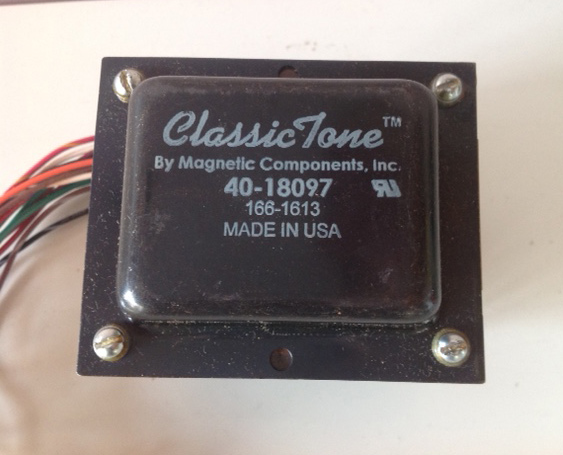 ClassicTone™
By Magnetic Components, Inc.
40-18097
166-1613
MADE IN USA